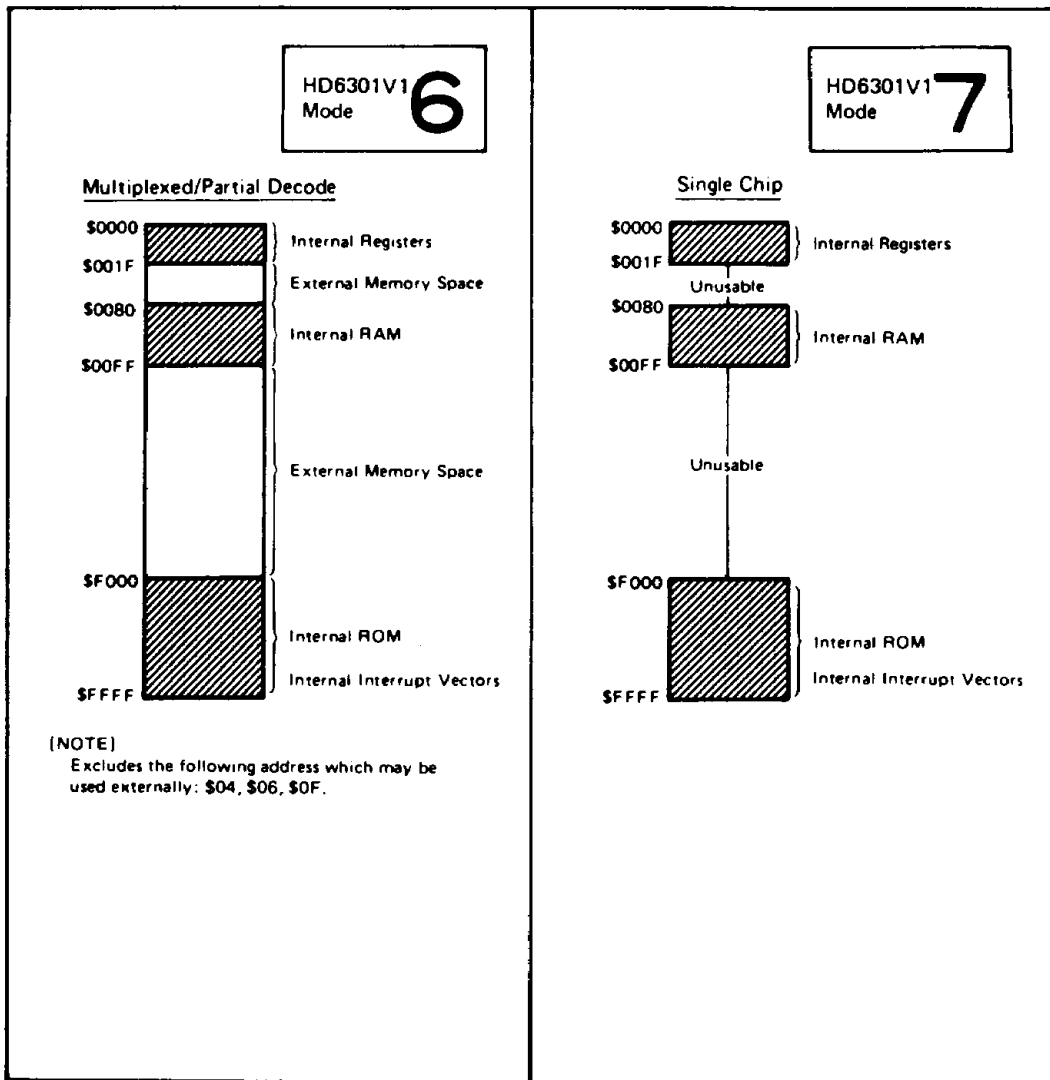 HD6301V1
Mode 6
Multiplexed/Partial Decode
$0000
Internal Registers
$001F
External Memory Space
$0080
Internal RAM
$00FF
External Memory Space
$F000
Internal ROM
Internal Interrupt Vectors
$FFFF
[NOTE]
Excludes the following address which may be
used externally: $04, $06, $0F.
HD6301V1
Mode 7
Single Chip
$0000
Internal Registers
$001F
Unusable
$0080
Internal RAM
$00FF
Unusable
$F000
Internal ROM
Internal Interrupt Vectors
$FFFF